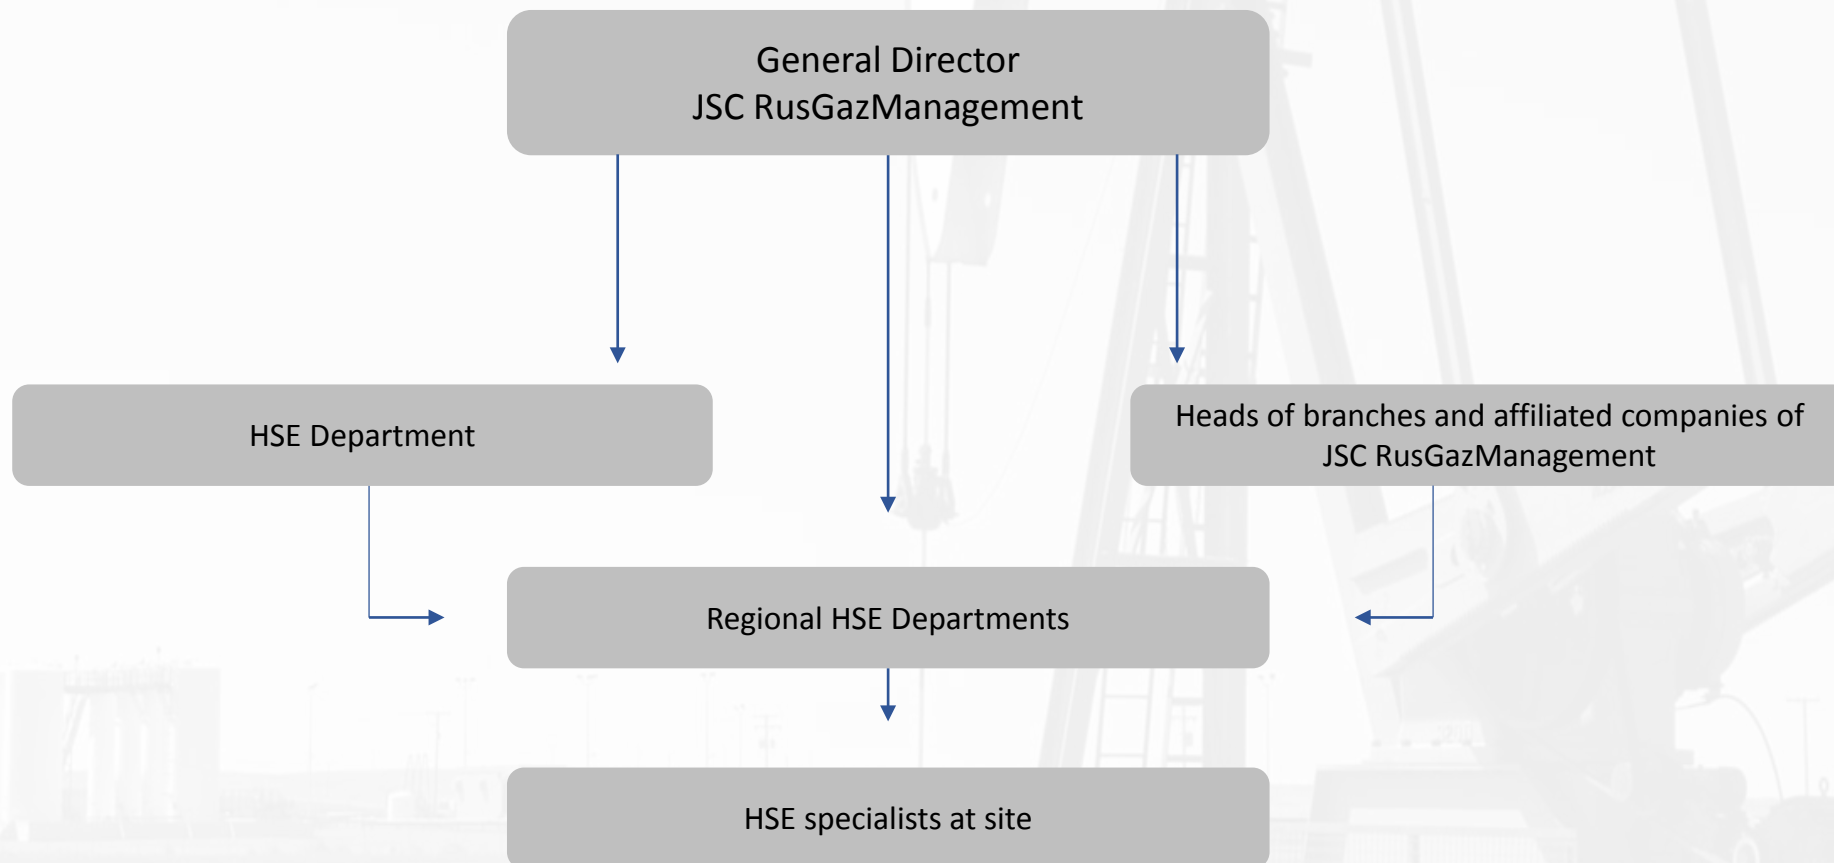 General Director
JSC RusGazManagement
HSE Department
Heads of branches and affiliated companies of
JSC RusGazManagement
Regional HSE Departments
HSE specialists at site